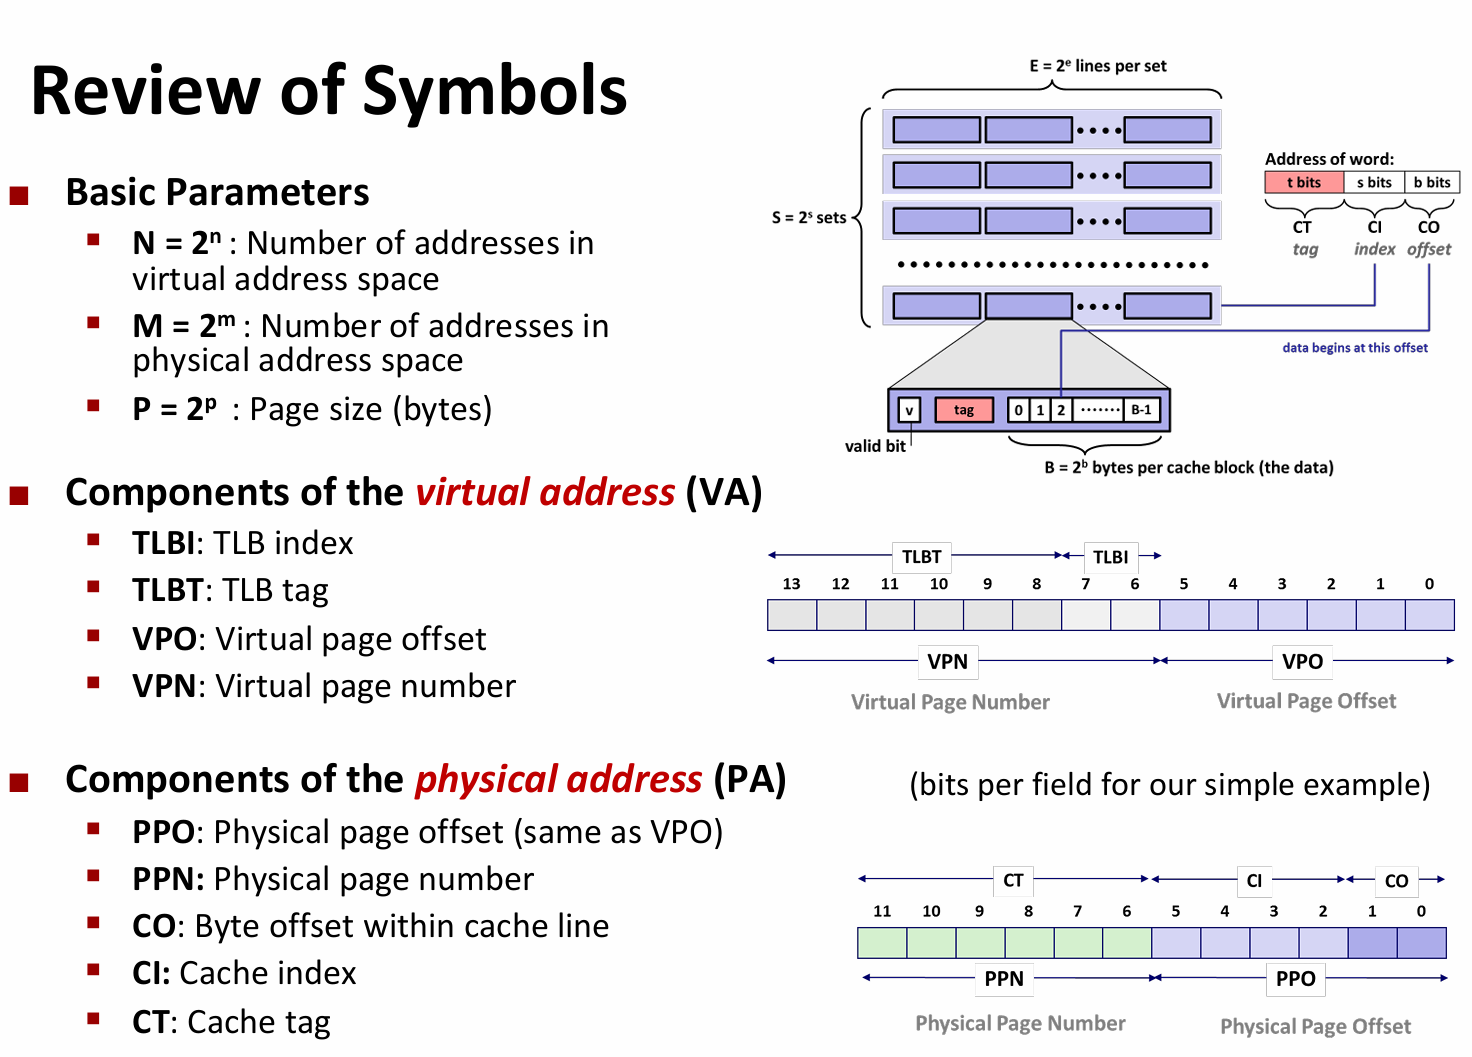 Review of Symbols
■ Basic Parameters
▪ N = 2ⁿ : Number of addresses in
virtual address space
▪ M = 2ᵐ : Number of addresses in
physical address space
▪ P = 2ᵖ : Page size (bytes)
■ Components of the virtual address (VA)
▪ TLBI: TLB index
▪ TLBT: TLB tag
▪ VPO: Virtual page offset
▪ VPN: Virtual page number
■ Components of the physical address (PA)
▪ PPO: Physical page offset (same as VPO)
▪ PPN: Physical page number
▪ CO: Byte offset within cache line
▪ CI: Cache index
▪ CT: Cache tag
E = 2ᵉ lines per set
S = 2ˢ sets
Address of word:
t bits s bits b bits
CT CI CO
tag index offset
data begins at this offset
v tag 0 1 2 ······· B-1
valid bit
B = 2ᵇ bytes per cache block (the data)
TLBT TLBI
13 12 11 10 9 8 7 6 5 4 3 2 1 0
VPN VPO
Virtual Page Number Virtual Page Offset
(bits per field for our simple example)
CT CI CO
11 10 9 8 7 6 5 4 3 2 1 0
PPN PPO
Physical Page Number Physical Page Offset